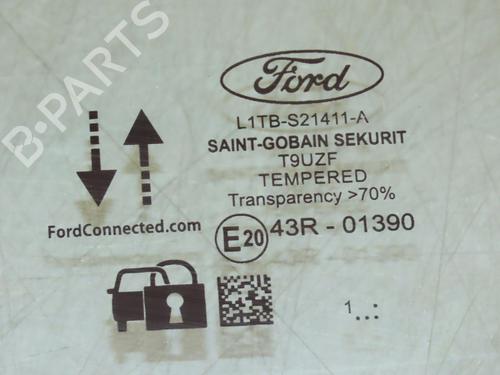 B-PARTS
Ford
L1TB-S21411-A
SAINT-GOBAIN SEKURIT
T9UZF
TEMPERED
Transparency >70%
FordConnected.com
E20 43R - 01390
1...: